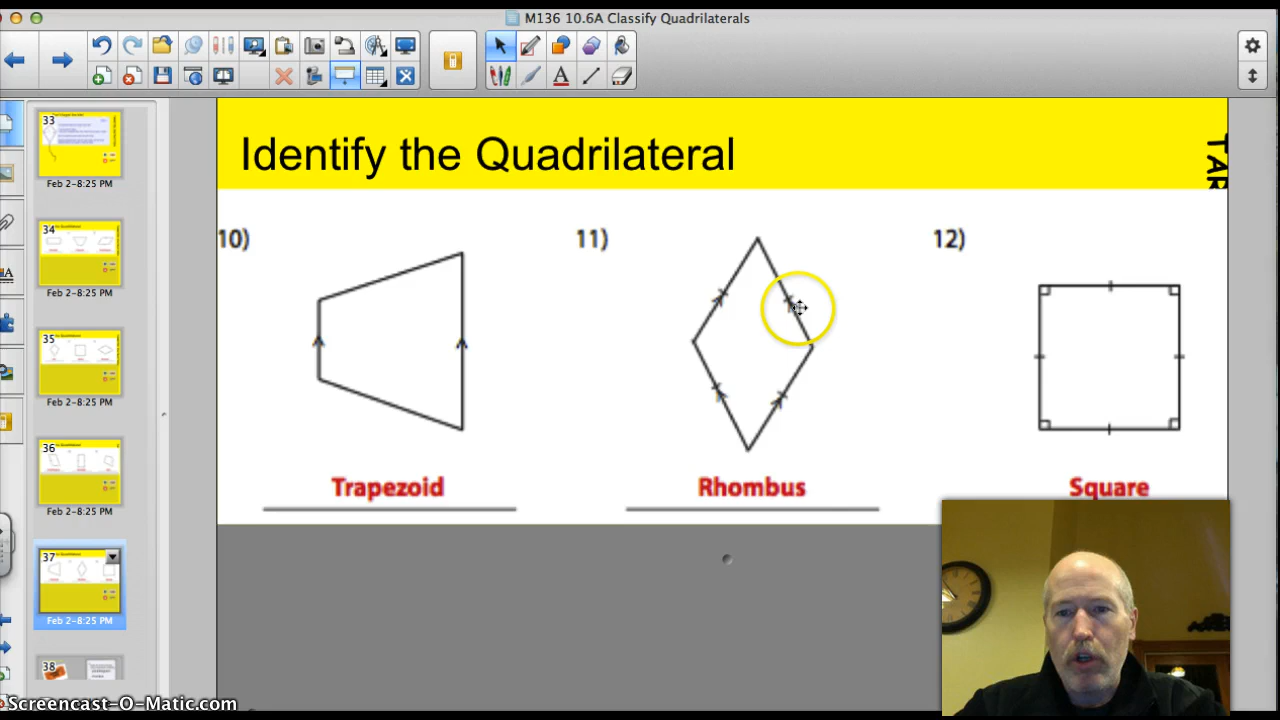 M136 10.6A Classify Quadrilaterals
33
Feb 2-8:25 PM
34
Feb 2-8:25 PM
35
Feb 2-8:25 PM
36
Feb 2-8:25 PM
37
Feb 2-8:25 PM
38
Identify the Quadrilateral
10)
11)
12)
Trapezoid
Rhombus
Square
Screencast-O-Matic.com